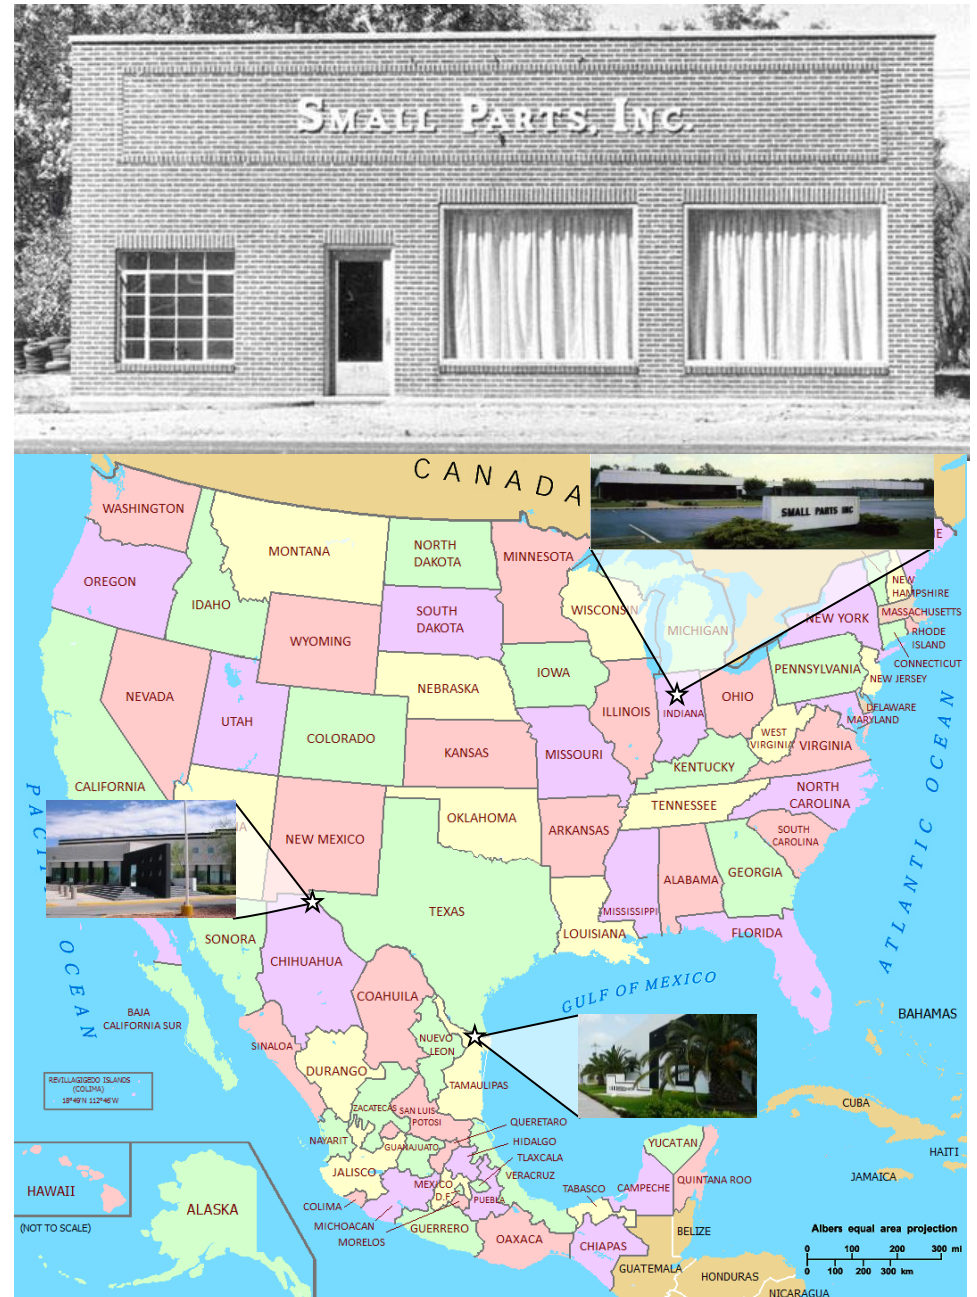 SMALL PARTS, INC.
CANADA
SMALL PARTS INC
WASHINGTON
MONTANA
NORTH
DAKOTA
MINNESOTA
OREGON
IDAHO
SOUTH
DAKOTA
WISCONSIN
MICHIGAN
NEW YORK
NEW
HAMPSHIRE
MASSACHUSETTS
RHODE
ISLAND
CONNECTICUT
WYOMING
NEVADA
UTAH
NEBRASKA
IOWA
ILLINOIS
INDIANA
OHIO
PENNSYLVANIA
NEW JERSEY
DELAWARE
MARYLAND
WEST
VIRGINIA
VIRGINIA
COLORADO
KANSAS
MISSOURI
KENTUCKY
CALIFORNIA
NEW MEXICO
OKLAHOMA
ARKANSAS
TENNESSEE
NORTH
CAROLINA
SOUTH
CAROLINA
TEXAS
LOUISIANA
MISSISSIPPI
ALABAMA
GEORGIA
FLORIDA
ATLANTIC OCEAN
OCEAN
GULF OF MEXICO
SONORA
CHIHUAHUA
COAHUILA
BAJA
CALIFORNIA SUR
SINALOA
DURANGO
NUEVO
LEON
TAMAULIPAS
BAHAMAS
REVILLAGIGEDO ISLANDS
(COLIMA)
18°49'N 112°46'W
ZACATECAS
SAN LUIS
POTOSI
NAYARIT
GUANAJUATO
QUERETARO
HIDALGO
TLAXCALA
VERACRUZ
JALISCO
MEXICO
D.F.
PUEBLA
COLIMA
MICHOACAN
MORELOS
GUERRERO
OAXACA
TABASCO
CAMPECHE
YUCATAN
QUINTANA ROO
CHIAPAS
CUBA
HAITI
JAMAICA
BELIZE
GUATEMALA
HONDURAS
NICARAGUA
HAWAII
(NOT TO SCALE)
ALASKA
Albers equal area projection
0 100 200 300 mi
0 100 200 300 km